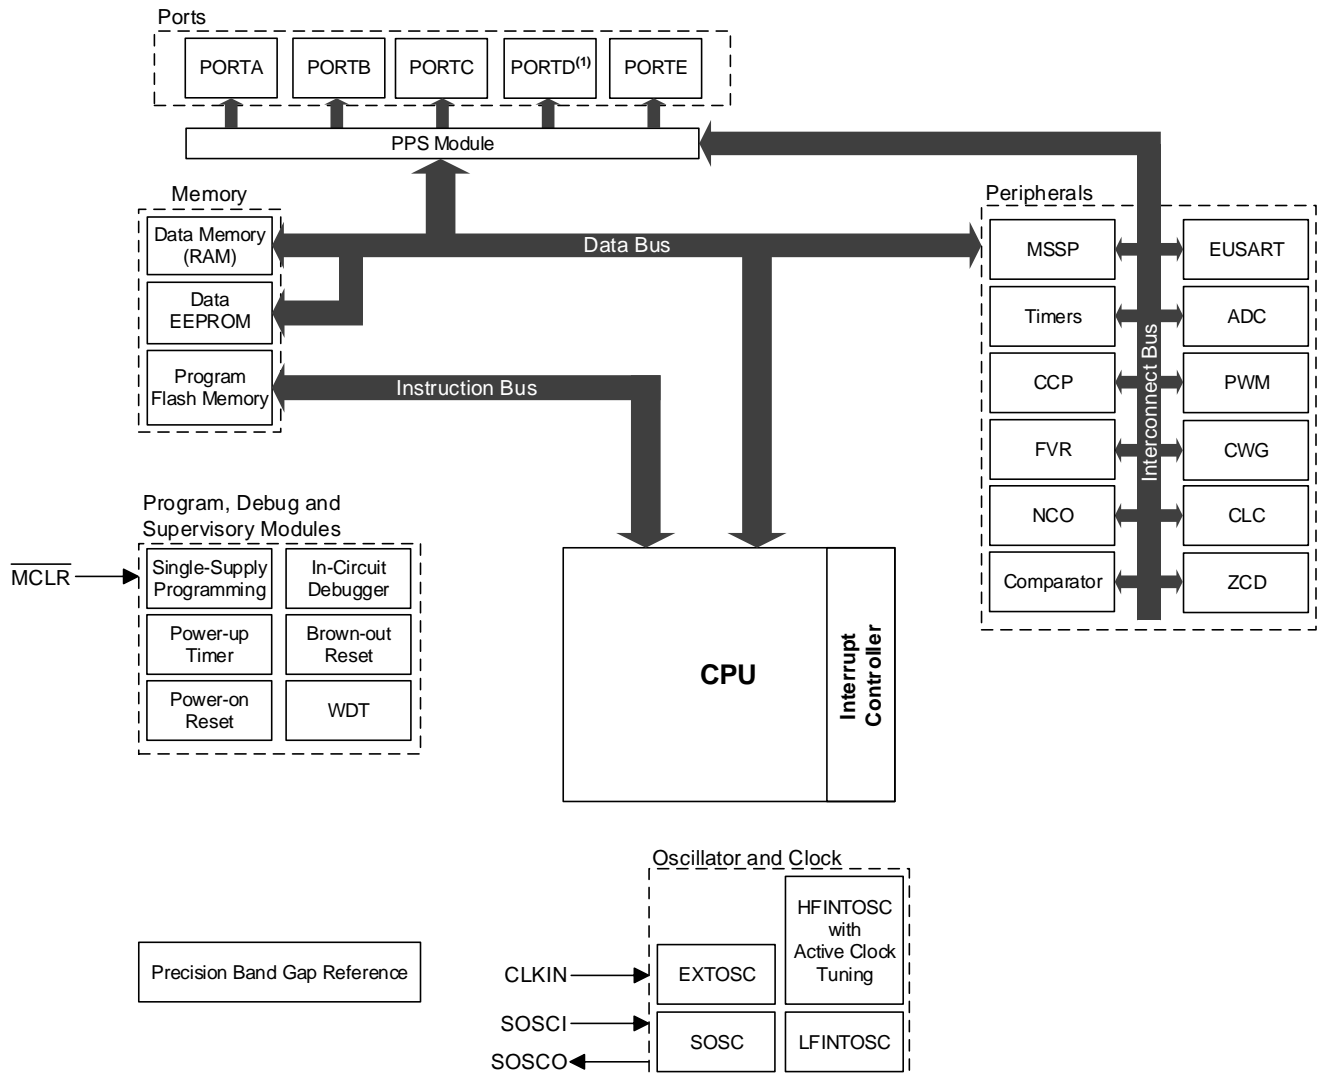 Ports
PORTA
PORTB
PORTC
PORTD(1)
PORTE
PPS Module
Memory
Data Memory
(RAM)
Data
EEPROM
Program
Flash Memory
Data Bus
Instruction Bus
Peripherals
MSSP
EUSART
Timers
ADC
CCP
PWM
FVR
CWG
NCO
CLC
Comparator
ZCD
Interconnect Bus
Program, Debug and
Supervisory Modules
MCLR
Single-Supply
Programming
In-Circuit
Debugger
Power-up
Timer
Brown-out
Reset
Power-on
Reset
WDT
CPU
Interrupt
Controller
Precision Band Gap Reference
Oscillator and Clock
HFINTOSC
with
Active Clock
Tuning
CLKIN
EXTOSC
SOSCI
SOSCO
SOSC
LFINTOSC